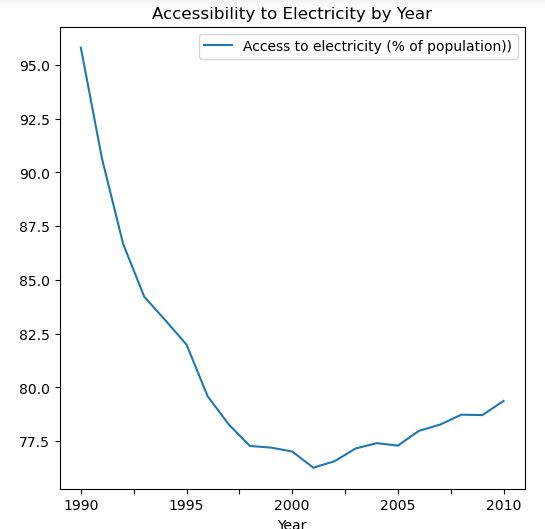 Accessibility to Electricity by Year
Access to electricity (% of population))
95.0
92.5
90.0
87.5
85.0
82.5
80.0
77.5
1990 1995 2000 2005 2010
Year